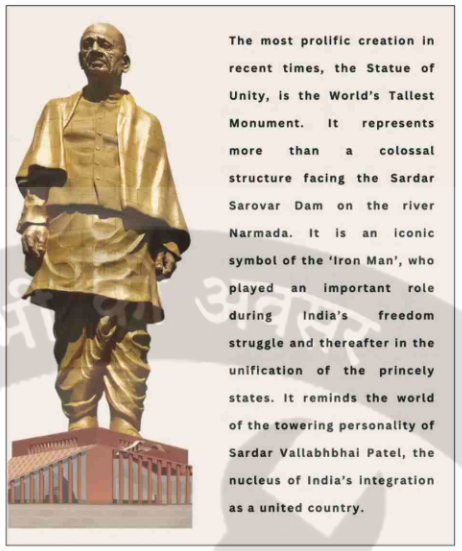 The most prolific creation in
recent times, the Statue of
Unity, is the World's Tallest
Monument. It represents
more than a colossal
structure facing the Sardar
Sarovar Dam on the river
Narmada. It is an iconic
symbol of the 'Iron Man', who
played an important role
during India's freedom
struggle and thereafter in the
unification of the princely
states. It reminds the world
of the towering personality of
Sardar Vallabhbhai Patel, the
nucleus of India's integration
as a united country.
की अवसर